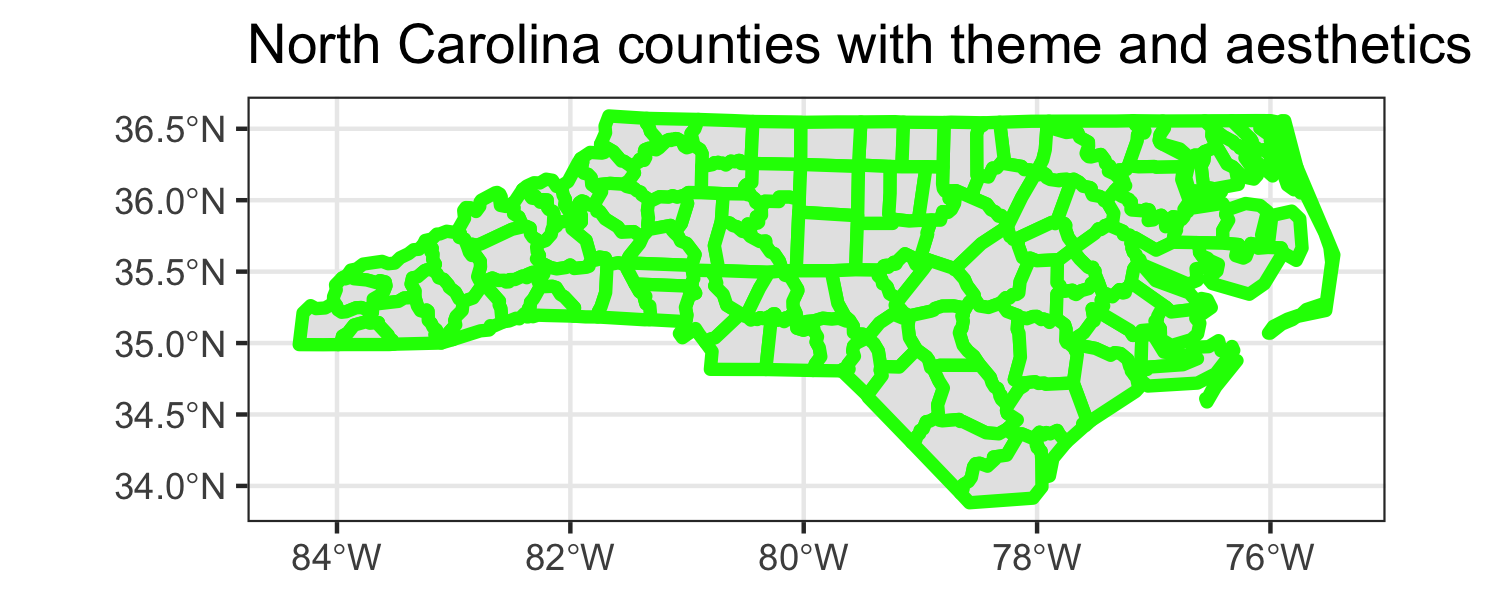 North Carolina counties with theme and aesthetics
36.5°N
36.0°N
35.5°N
35.0°N
34.5°N
34.0°N
84°W 82°W 80°W 78°W 76°W